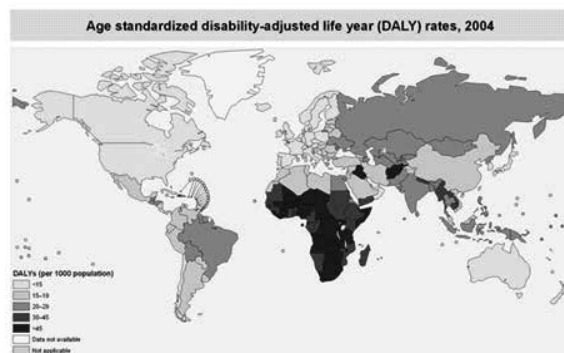 Age standardized disability-adjusted life year (DALY) rates, 2004
DALYs (per 1000 population)
<15
15–19
20–29
30–45
>45
Data not available
Not applicable